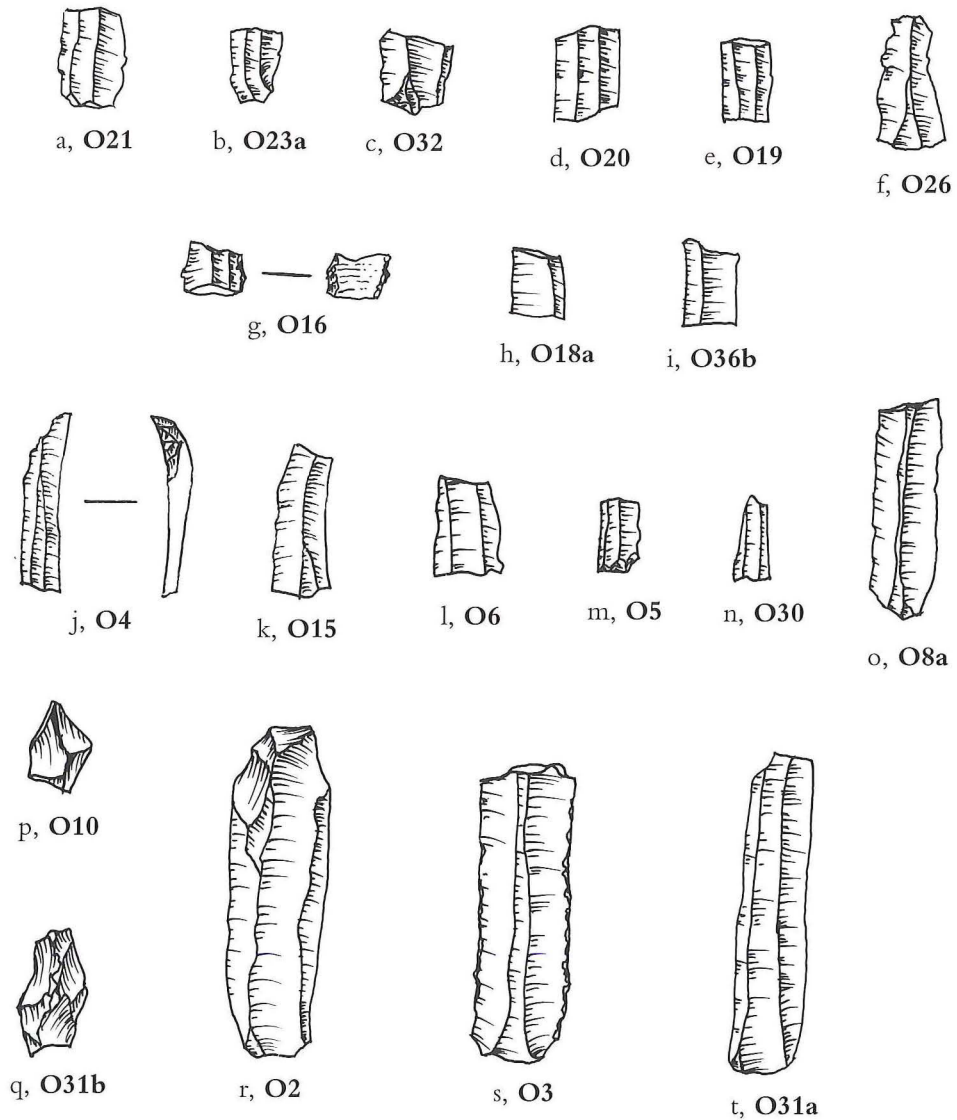 a, O21
b, O23a
c, O32
d, O20
e, O19
f, O26
g, O16
h, O18a
i, O36b
j, O4
k, O15
l, O6
m, O5
n, O30
o, O8a
p, O10
q, O31b
r, O2
s, O3
t, O31a